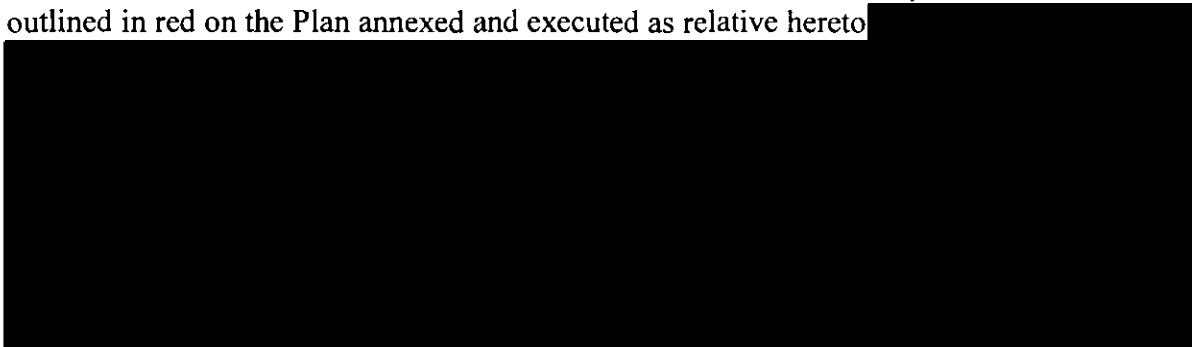 outlined in red on the Plan annexed and executed as relative hereto